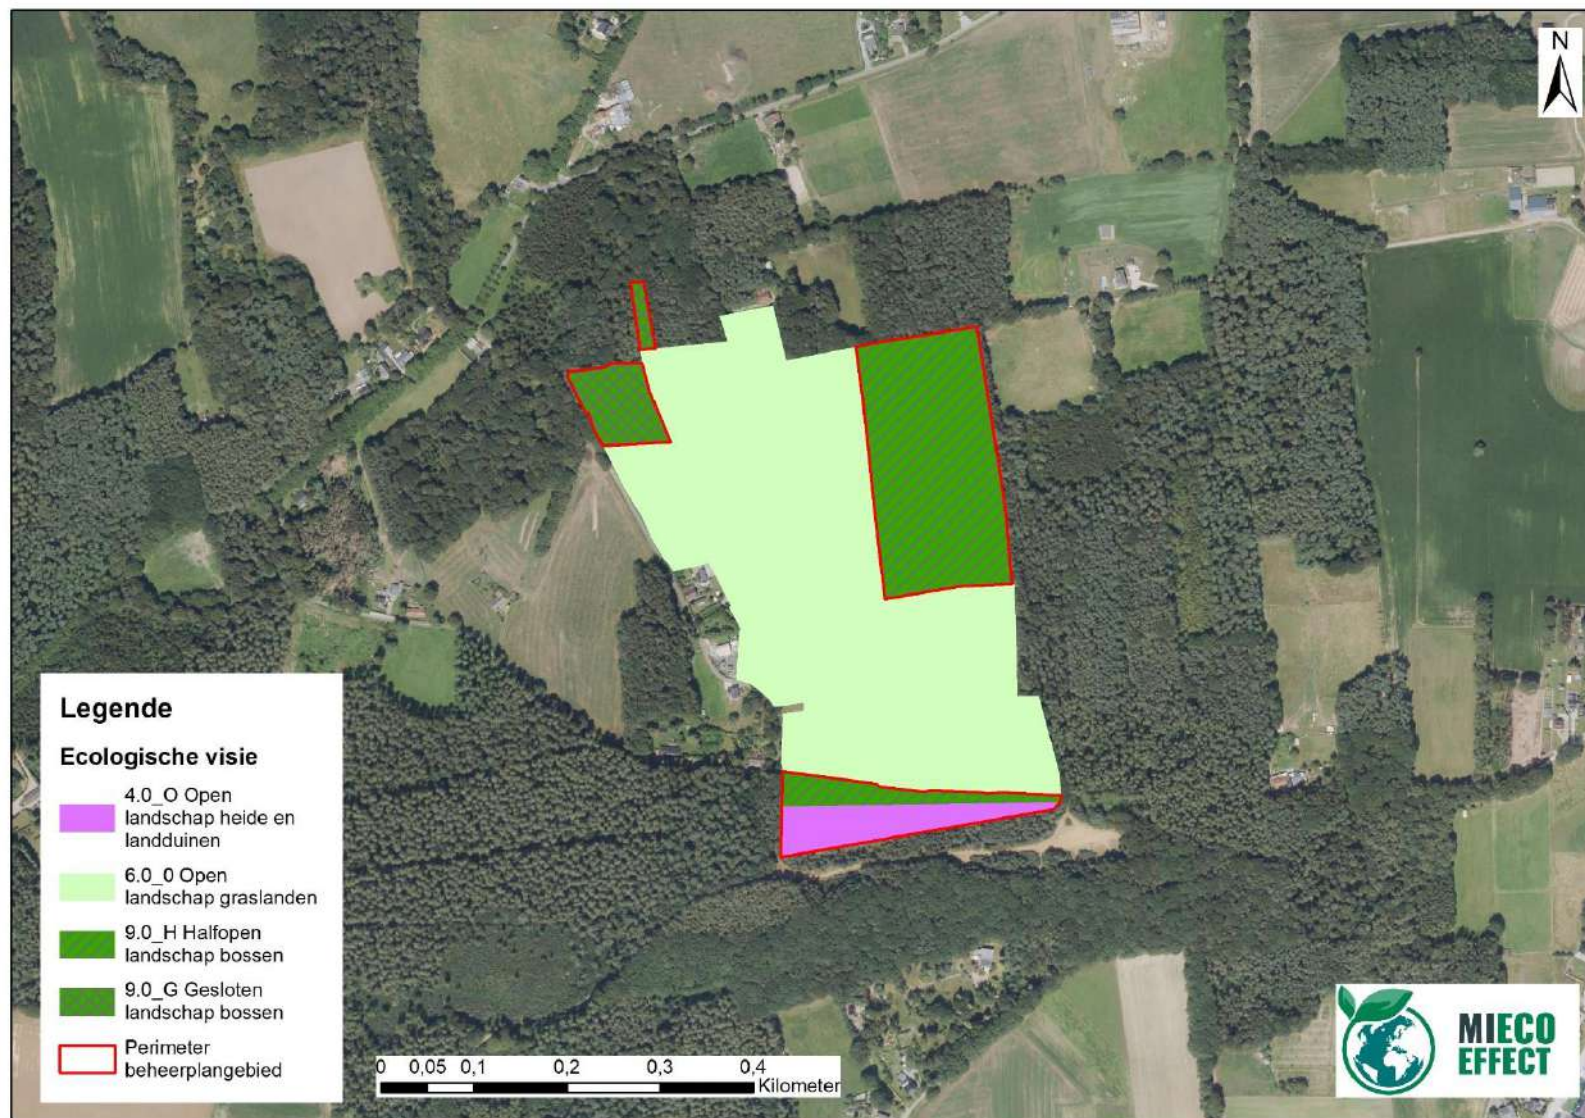 N
Legende
Ecologische visie
4.0_O Open
landschap heide en
landduinen
6.0_0 Open
landschap graslanden
9.0_H Halfopen
landschap bossen
9.0_G Gesloten
landschap bossen
Perimeter
beheerplangebied
0 0,05 0,1 0,2 0,3 0,4
Kilometer
MIECO
EFFECT